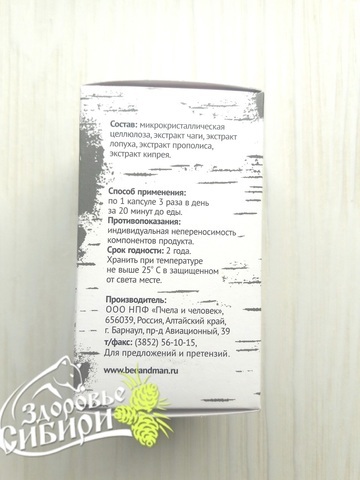 Состав: микрокристаллическая
целлюлоза, экстракт чаги, экстракт
лопуха, экстракт прополиса,
экстракт кипрея.
Способ применения:
по 1 капсуле 3 раза в день
за 20 минут до еды.
Противопоказания:
индивидуальная непереносимость
компонентов продукта.
Срок годности: 2 года.
Хранить при температуре
не выше 25° С в защищенном
от света месте.
Производитель:
ООО НПФ «Пчела и человек»,
656039, Россия, Алтайский край,
г. Барнаул, пр-д Авиационный, 39
т/факс: (3852) 56-10-15,
Для предложений и претензий.
www.beeandman.ru
Здоровье
Сибири